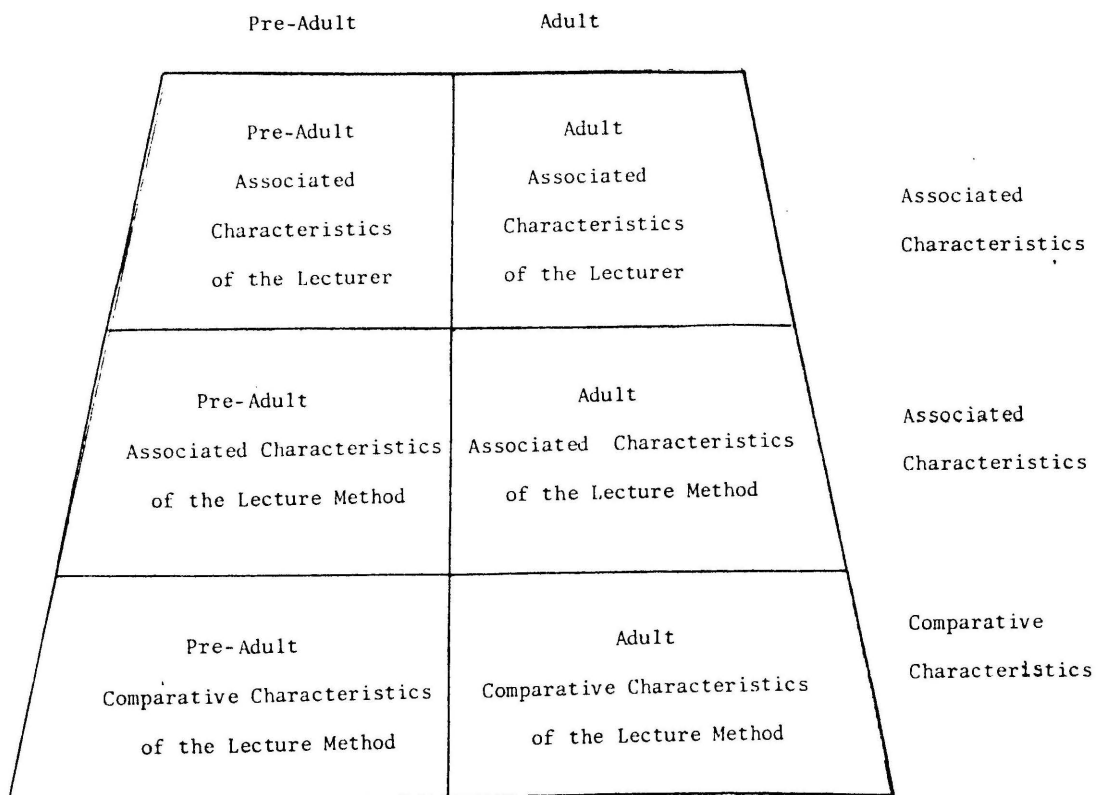 Pre-Adult Adult
Pre-Adult
Associated
Characteristics
of the Lecturer
Adult
Associated
Characteristics
of the Lecturer
Associated
Characteristics
Pre-Adult
Associated Characteristics
of the Lecture Method
Adult
Associated Characteristics
of the Lecture Method
Associated
Characteristics
Pre-Adult
Comparative Characteristics
of the Lecture Method
Adult
Comparative Characteristics
of the Lecture Method
Comparative
Characteristics